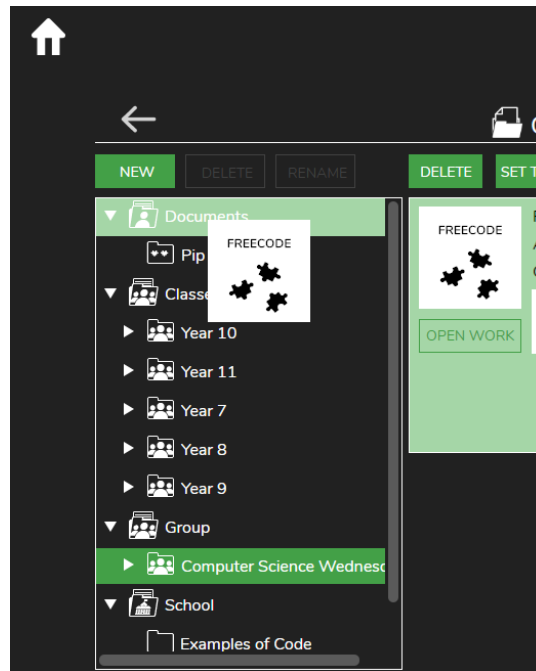 NEW DELETE RENAME DELETE SET T
Documents
Pip
FREECODE
FREECODE
Classe
OPEN WORK
Year 10
Year 11
Year 7
Year 8
Year 9
Group
Computer Science Wednesd
School
Examples of Code